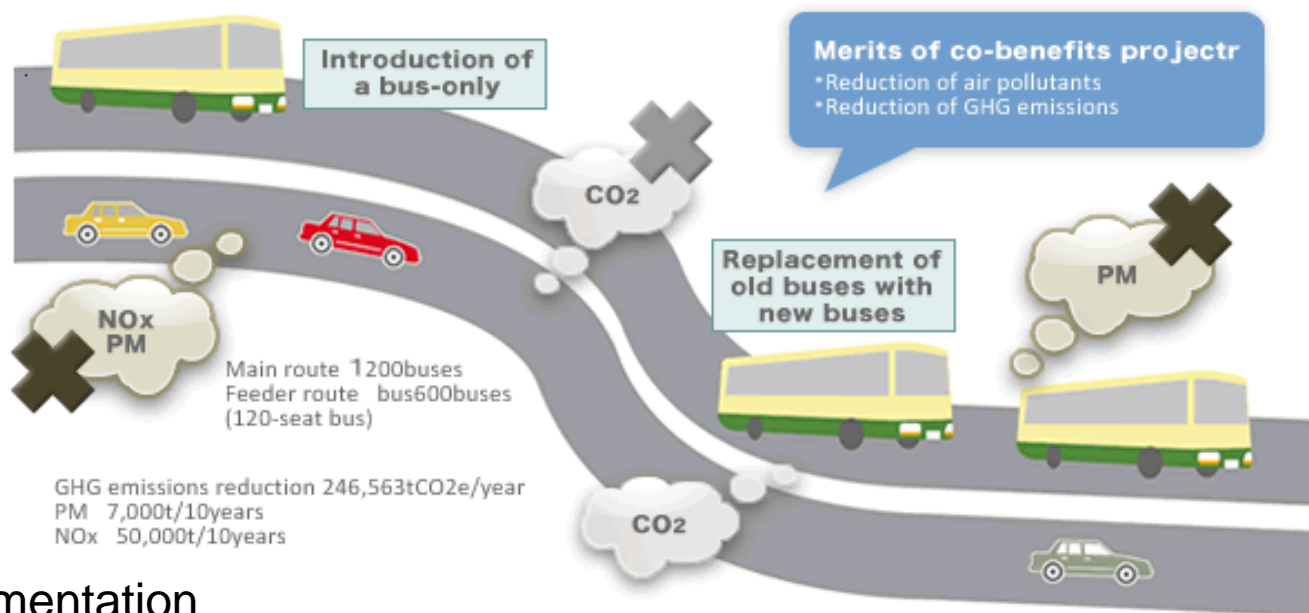 Introduction of
a bus-only
Merits of co-benefits projectr
•Reduction of air pollutants
•Reduction of GHG emissions
CO2
Replacement of
old buses with
new buses
PM
NOx
PM
Main route 1200buses
Feeder route bus600buses
(120-seat bus)
GHG emissions reduction 246,563tCO2e/year
PM 7,000t/10years
NOx 50,000t/10years
CO2
mentation